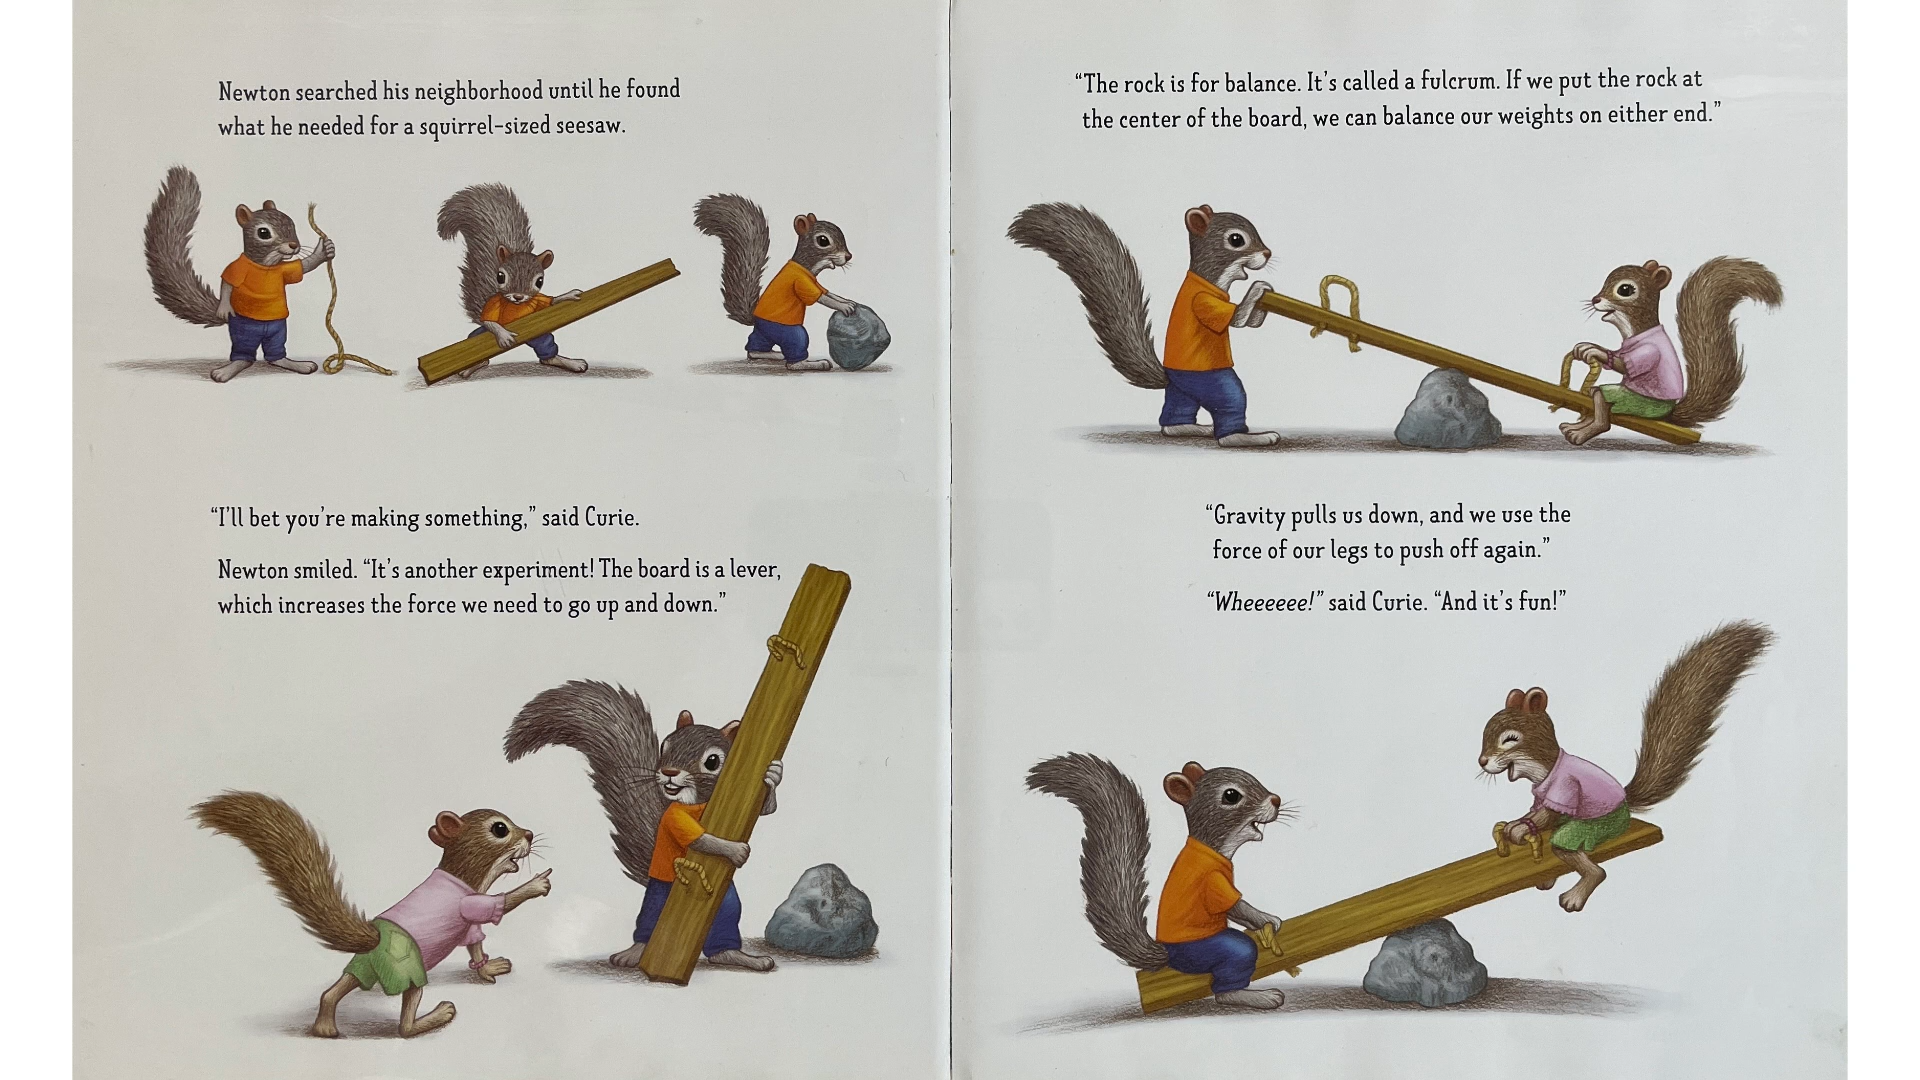 Newton searched his neighborhood until he found
what he needed for a squirrel-sized seesaw.
“I’ll bet you’re making something,” said Curie.
Newton smiled. “It’s another experiment! The board is a lever,
which increases the force we need to go up and down.”
“The rock is for balance. It’s called a fulcrum. If we put the rock at
the center of the board, we can balance our weights on either end.”
“Gravity pulls us down, and we use the
force of our legs to push off again.”
“Wheeeeee!” said Curie. “And it’s fun!”